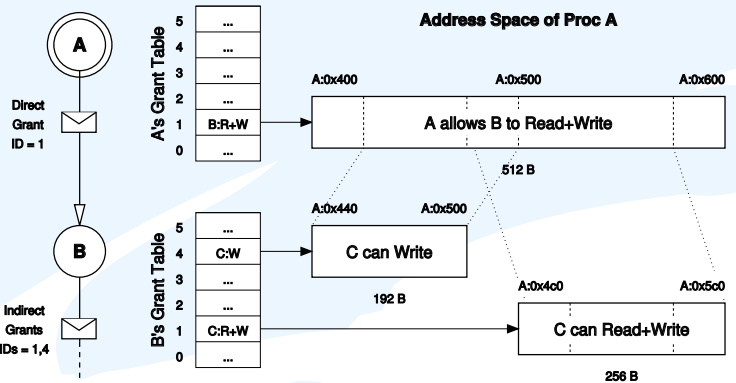 Address Space of Proc A
A
Direct
Grant
ID = 1
A's Grant Table
5 ...
4 ...
3 ...
2 ...
1 B:R+W
0 ...
A:0x400 A:0x500 A:0x600
A allows B to Read+Write
512 B
B
Indirect
Grants
IDs = 1,4
B's Grant Table
5 ...
4 C:W
3 ...
2 ...
1 C:R+W
0 ...
A:0x440 A:0x500
C can Write
192 B
A:0x4c0 A:0x5c0
C can Read+Write
256 B